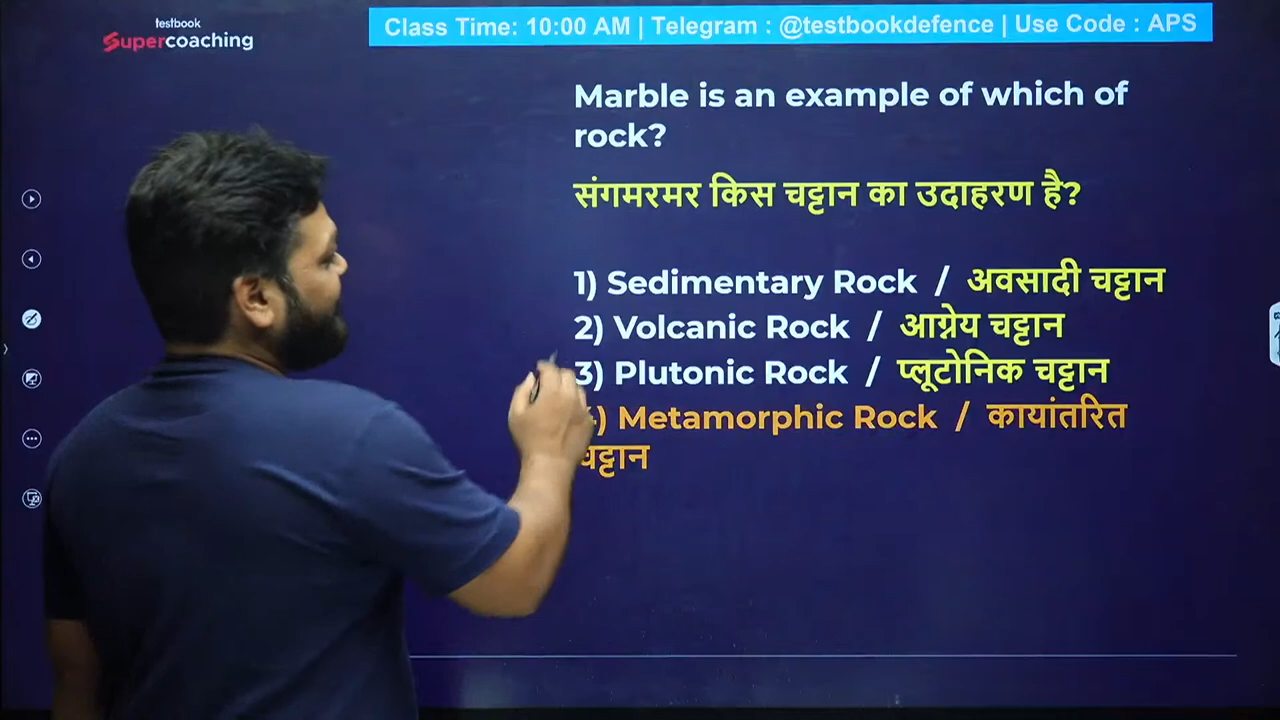 testbook
Supercoaching
Class Time: 10:00 AM | Telegram : @testbookdefence | Use Code : APS
Marble is an example of which of
rock?
संगमरमर किस चट्टान का उदाहरण है?
1) Sedimentary Rock / अवसादी चट्टान
2) Volcanic Rock / आग्नेय चट्टान
3) Plutonic Rock / प्लूटोनिक चट्टान
4) Metamorphic Rock / कायांतरित
चट्टान